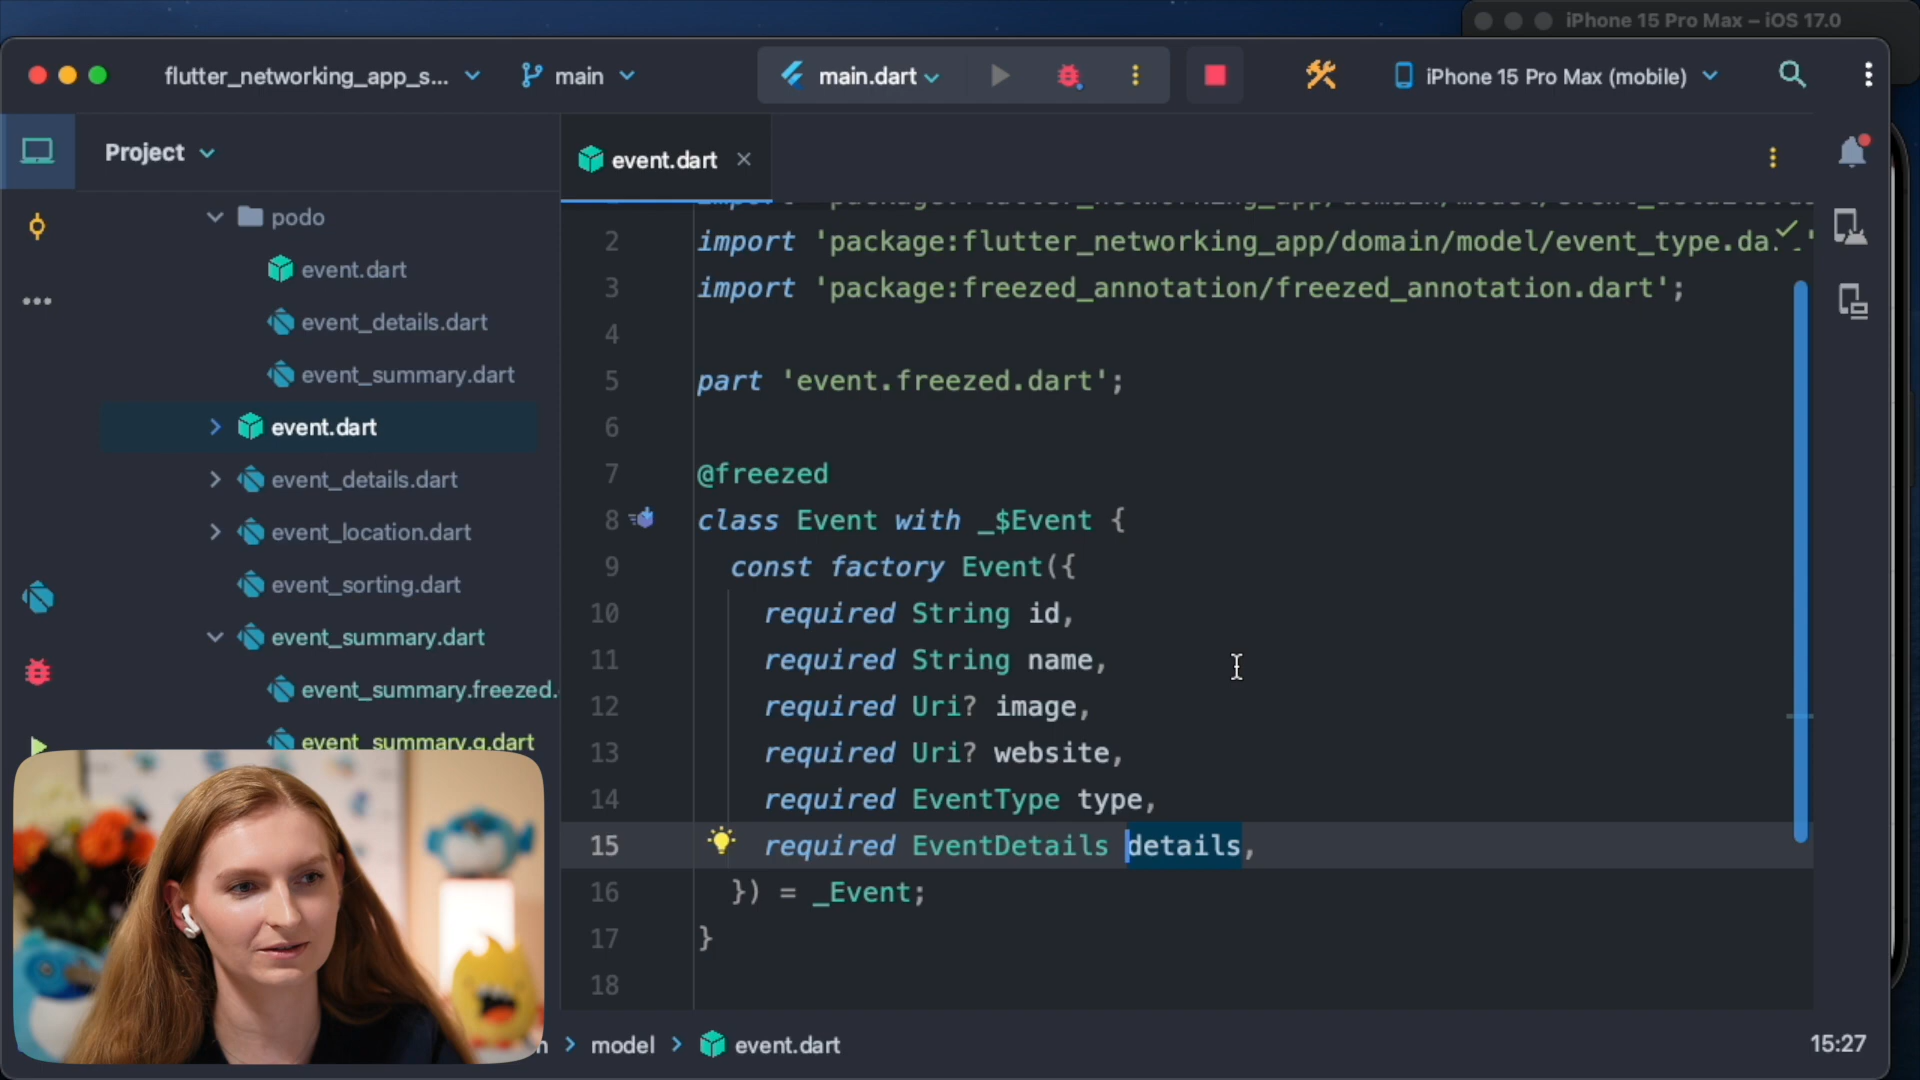 iPhone 15 Pro Max – iOS 17.0
flutter_networking_app_s...
main
main.dart
iPhone 15 Pro Max (mobile)
Project
event.dart
podo
event.dart
event_details.dart
event_summary.dart
event.dart
event_details.dart
event_location.dart
event_sorting.dart
event_summary.dart
event_summary.freezed.
event_summary.g.dart
2 import 'package:flutter_networking_app/domain/model/event_type.da
3 import 'package:freezed_annotation/freezed_annotation.dart';
4
5 part 'event.freezed.dart';
6
7 @freezed
8 class Event with _$Event {
9 const factory Event({
10 required String id,
11 required String name,
12 required Uri? image,
13 required Uri? website,
14 required EventType type,
15 required EventDetails details,
16 }) = _Event;
17 }
18
model
event.dart
15:27